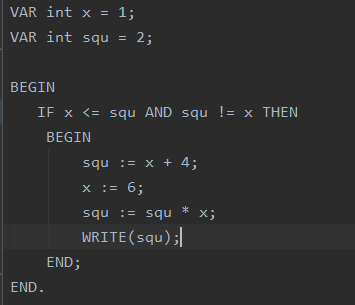 VAR int x = 1;
VAR int squ = 2;

BEGIN
   IF x <= squ AND squ != x THEN
    BEGIN
        squ := x + 4;
        x := 6;
        squ := squ * x;
        WRITE(squ);
    END;
END.